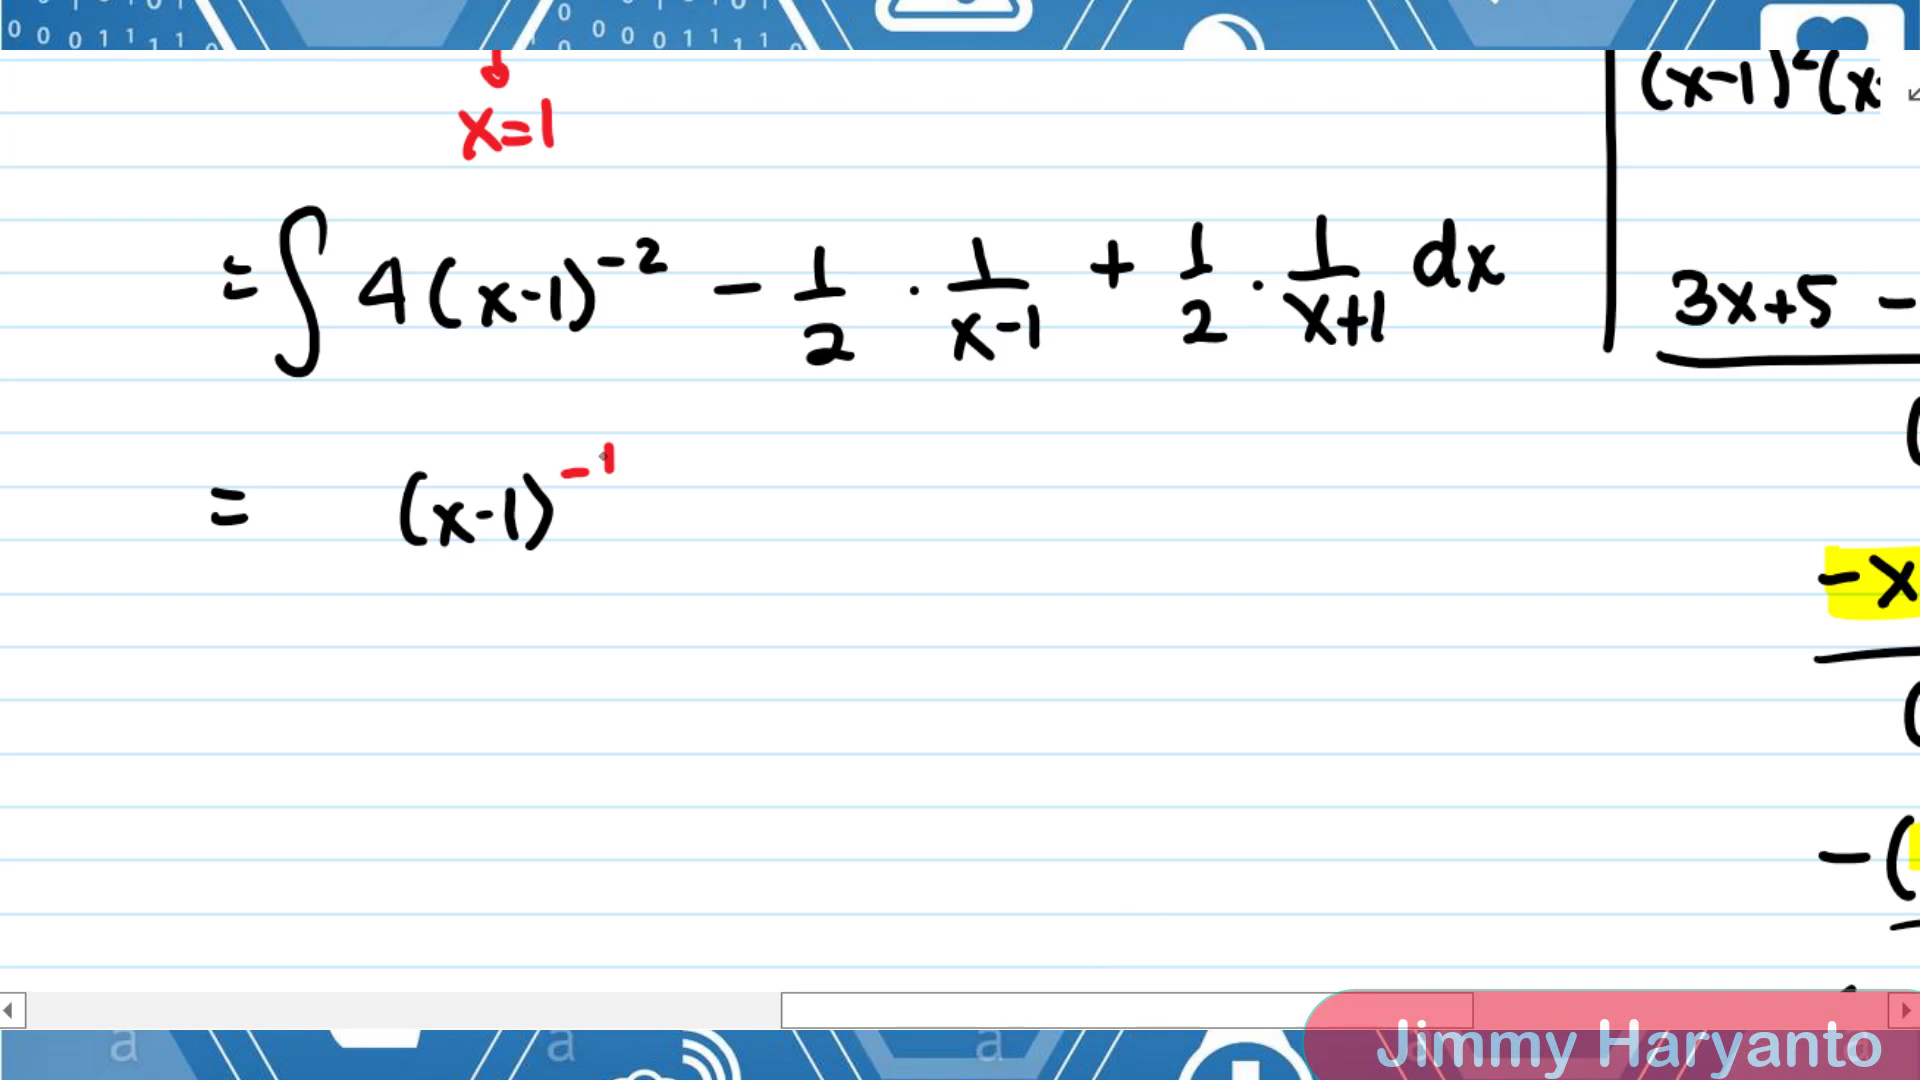 x=1
(x-1)²(x
= ∫ 4(x-1)⁻² - 1/2 · 1/(x-1) + 1/2 · 1/(x+1) dx
3x+5 -
= (x-1)⁻¹
-x
-(
Jimmy Haryanto